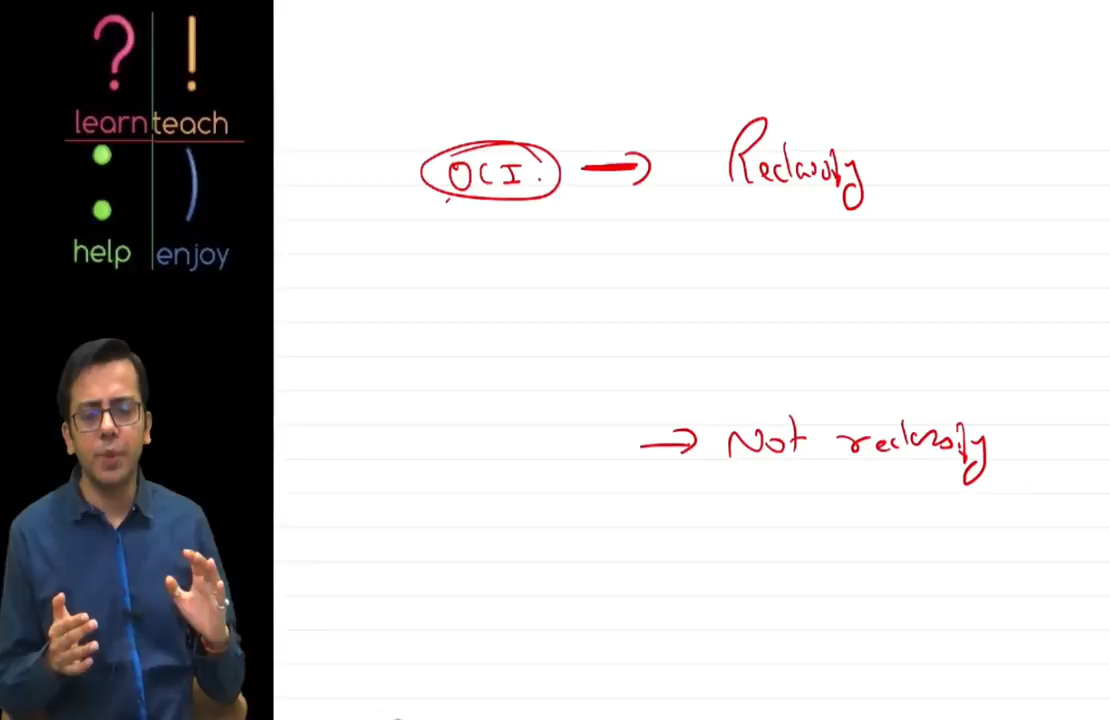 ? !
learn teach
: )
help enjoy
OCI. → Reclassify
→ Not reclassify